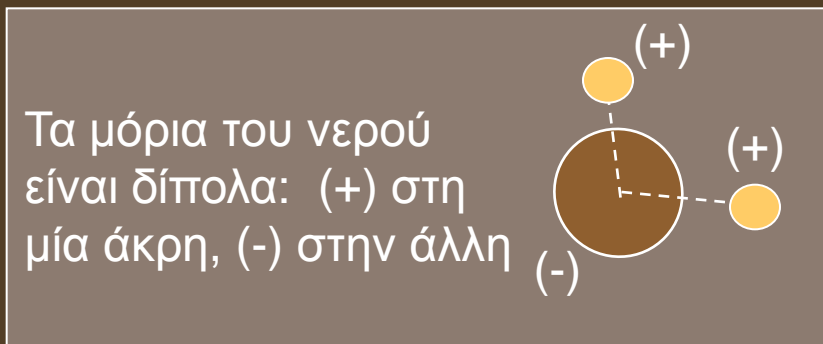 Τα μόρια του νερού
είναι δίπολα: (+) στη
μία άκρη, (-) στην άλλη
(+)
(+)
(-)